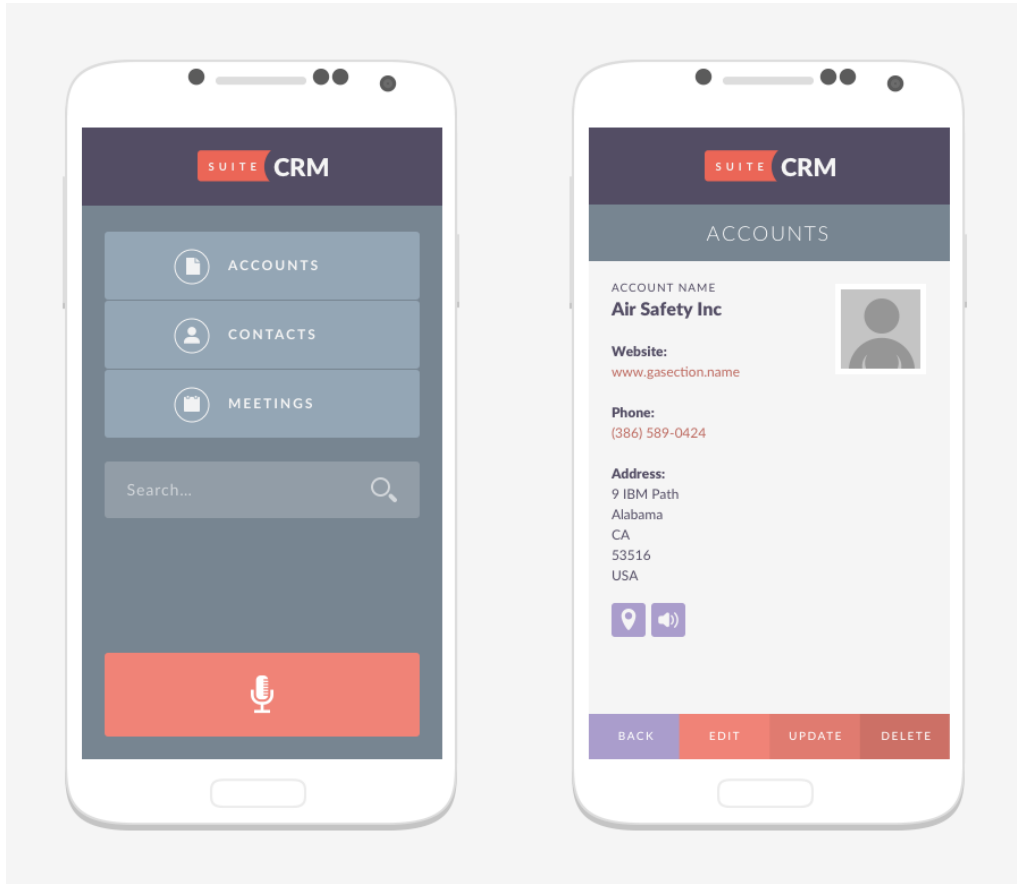 SUITE CRM
ACCOUNTS
CONTACTS
MEETINGS
Search...
SUITE CRM
ACCOUNTS
ACCOUNT NAME
Air Safety Inc
Website:
www.gasection.name
Phone:
(386) 589-0424
Address:
9 IBM Path
Alabama
CA
53516
USA
BACK EDIT UPDATE DELETE